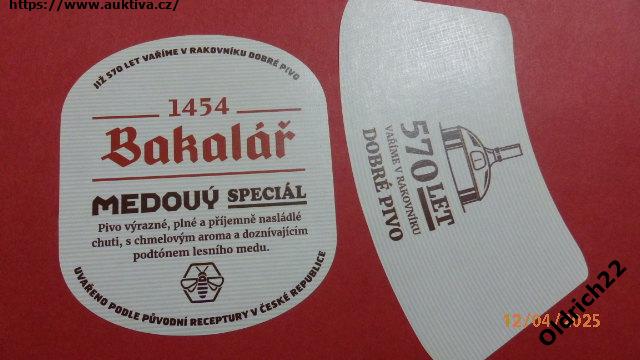 https://www.auktiva.cz/
JIŽ 570 LET VAŘÍME V RAKOVNÍKU DOBRÉ PIVO
1454
Bakalář
MEDOVÝ SPECIÁL
Pivo výrazné, plné a příjemně nasládlé
chuti, s chmelovým aroma a doznívajícím
podtónem lesního medu.
UVAŘENO PODLE PŮVODNÍ RECEPTURY V ČESKÉ REPUBLICE
570 LET
VAŘÍME V RAKOVNÍKU
DOBRÉ PIVO
12/04/2025
Oldrich22